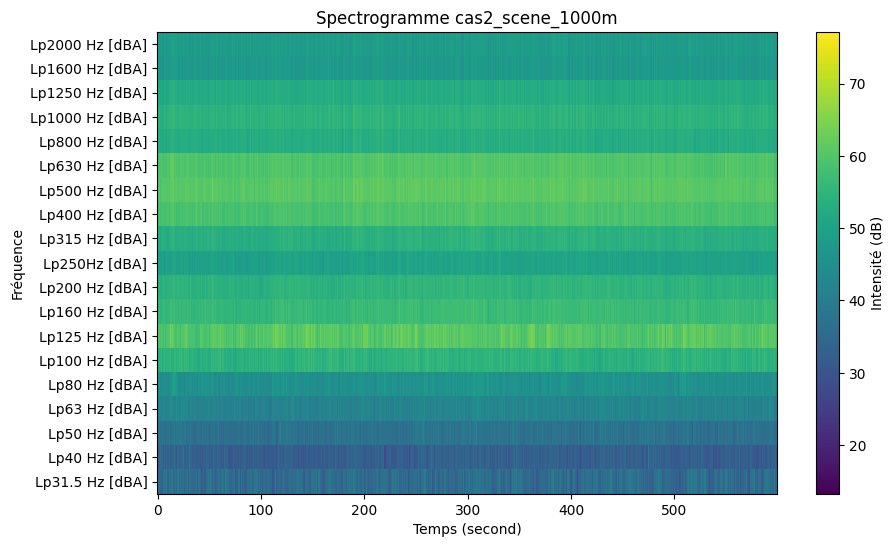 Spectrogramme cas2_scene_1000m
Lp2000 Hz [dBA]
Lp1600 Hz [dBA]
Lp1250 Hz [dBA]
Lp1000 Hz [dBA]
Lp800 Hz [dBA]
Lp630 Hz [dBA]
Lp500 Hz [dBA]
Lp400 Hz [dBA]
Lp315 Hz [dBA]
Lp250Hz [dBA]
Lp200 Hz [dBA]
Lp160 Hz [dBA]
Lp125 Hz [dBA]
Lp100 Hz [dBA]
Lp80 Hz [dBA]
Lp63 Hz [dBA]
Lp50 Hz [dBA]
Lp40 Hz [dBA]
Lp31.5 Hz [dBA]
Fréquence
0 100 200 300 400 500
Temps (second)
70
60
50
40
30
20
Intensité (dB)